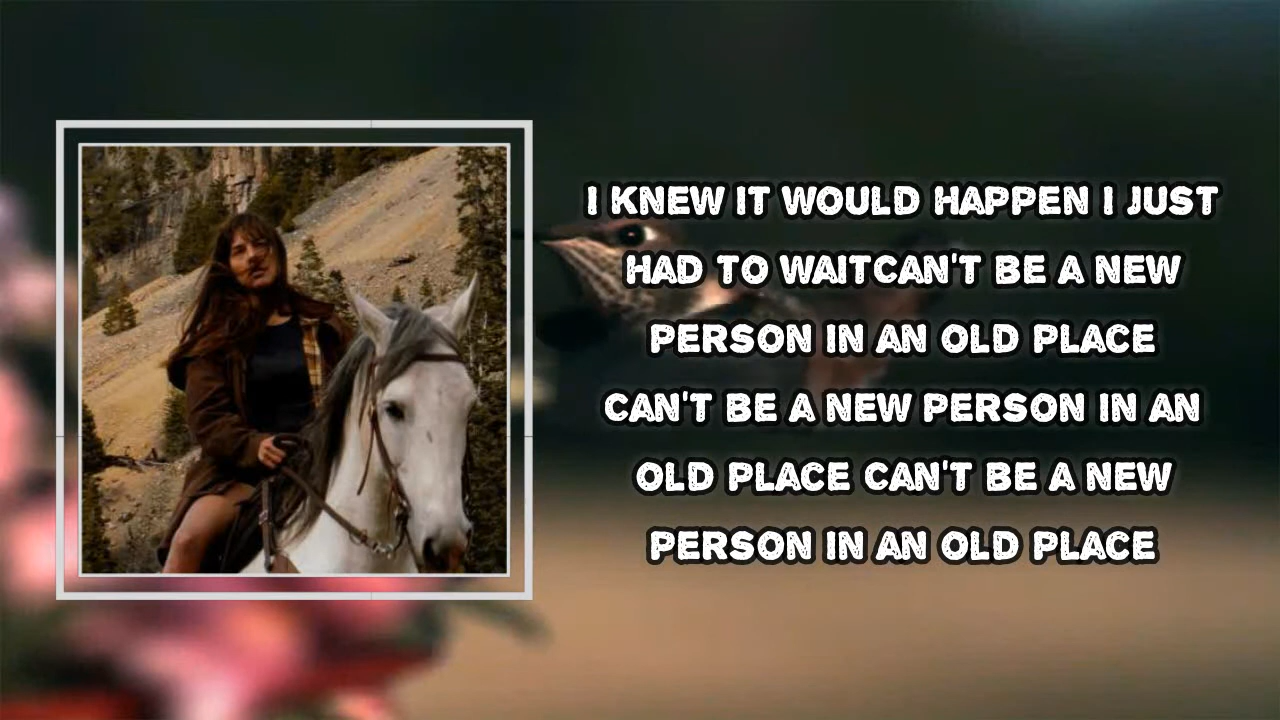 I KNEW IT WOULD HAPPEN I JUST
HAD TO WAITCAN'T BE A NEW
PERSON IN AN OLD PLACE
CAN'T BE A NEW PERSON IN AN
OLD PLACE CAN'T BE A NEW
PERSON IN AN OLD PLACE